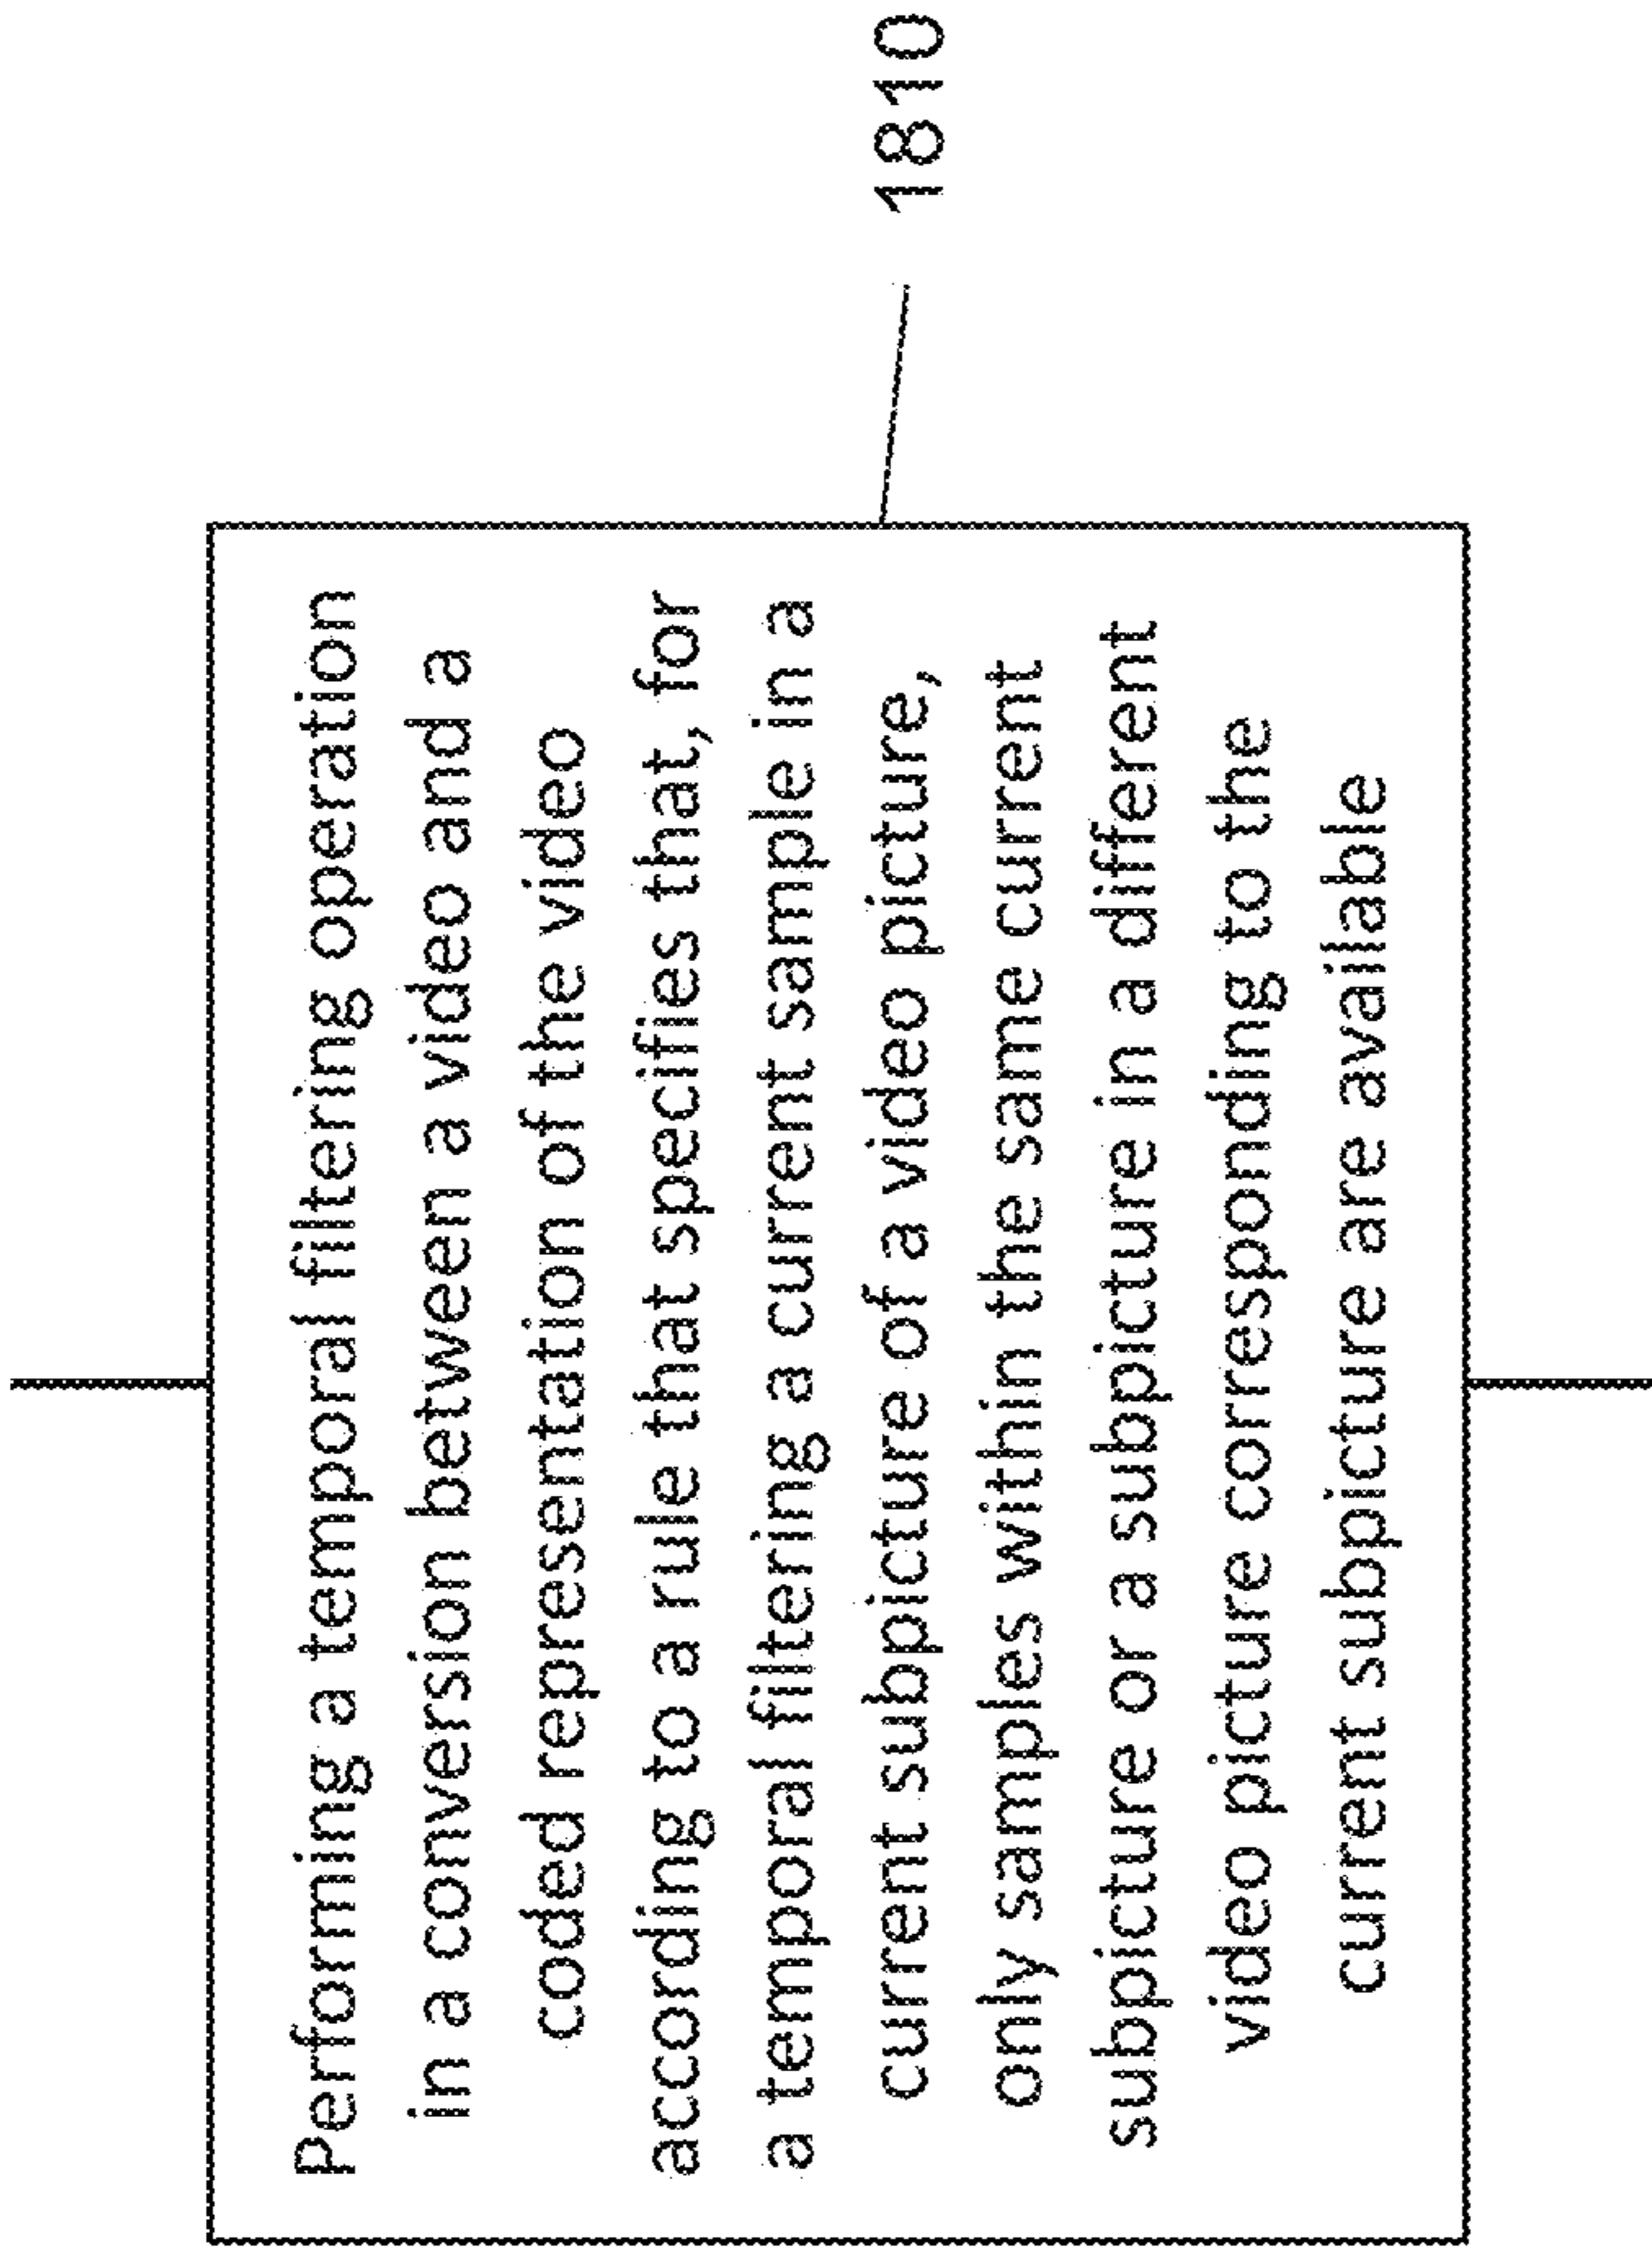 Performing a temporal filtering operation
in a conversion between a video and a
coded representation of the video
according to a rule that specifies that, for
a temporal filtering a current sample in a
current subpicture of a video picture,
only samples within the same current
subpicture or a subpicture in a different
video picture corresponding to the
current subpicture are available
1810